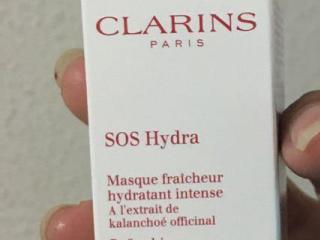 CLARINS
PARIS
SOS Hydra
Masque fraîcheur
hydratant intense
A l'extrait de
kalanchoé officinal